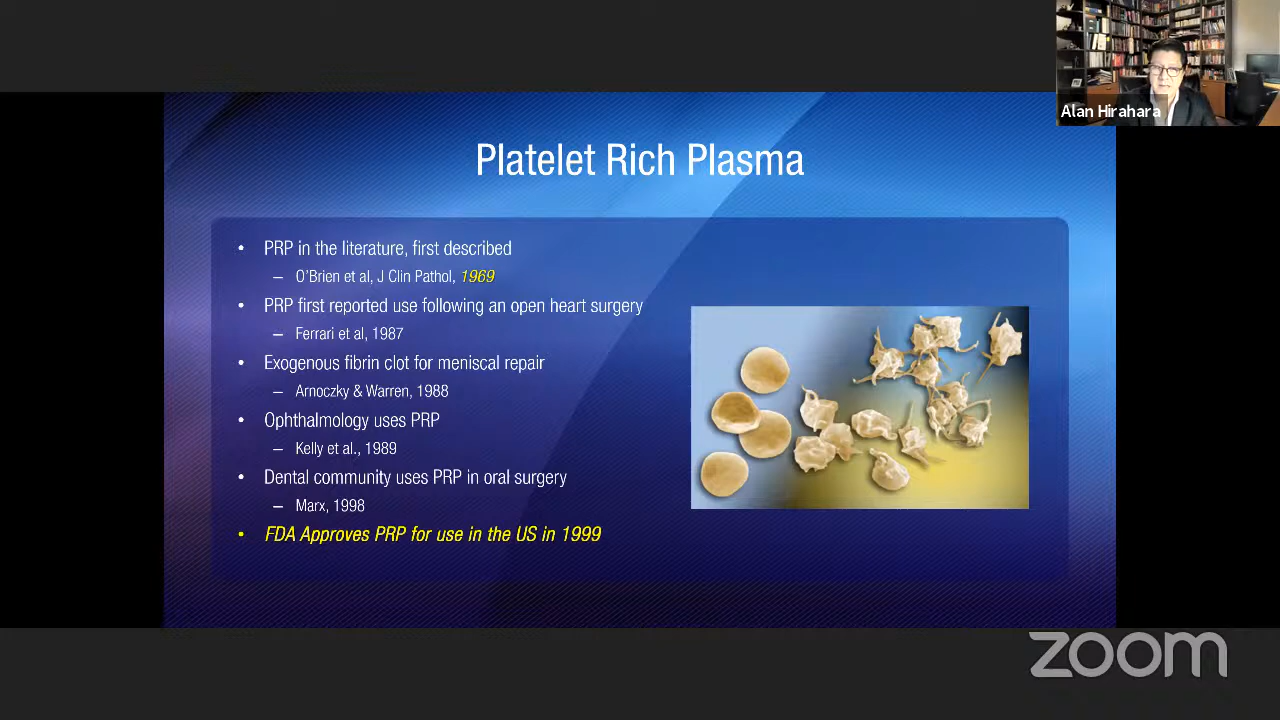 Alan Hirahara
Platelet Rich Plasma
• PRP in the literature, first described
– O'Brien et al, J Clin Pathol, 1969
• PRP first reported use following an open heart surgery
– Ferrari et al, 1987
• Exogenous fibrin clot for meniscal repair
– Arnoczky & Warren, 1988
• Ophthalmology uses PRP
– Kelly et al., 1989
• Dental community uses PRP in oral surgery
– Marx, 1998
• FDA Approves PRP for use in the US in 1999
zoom